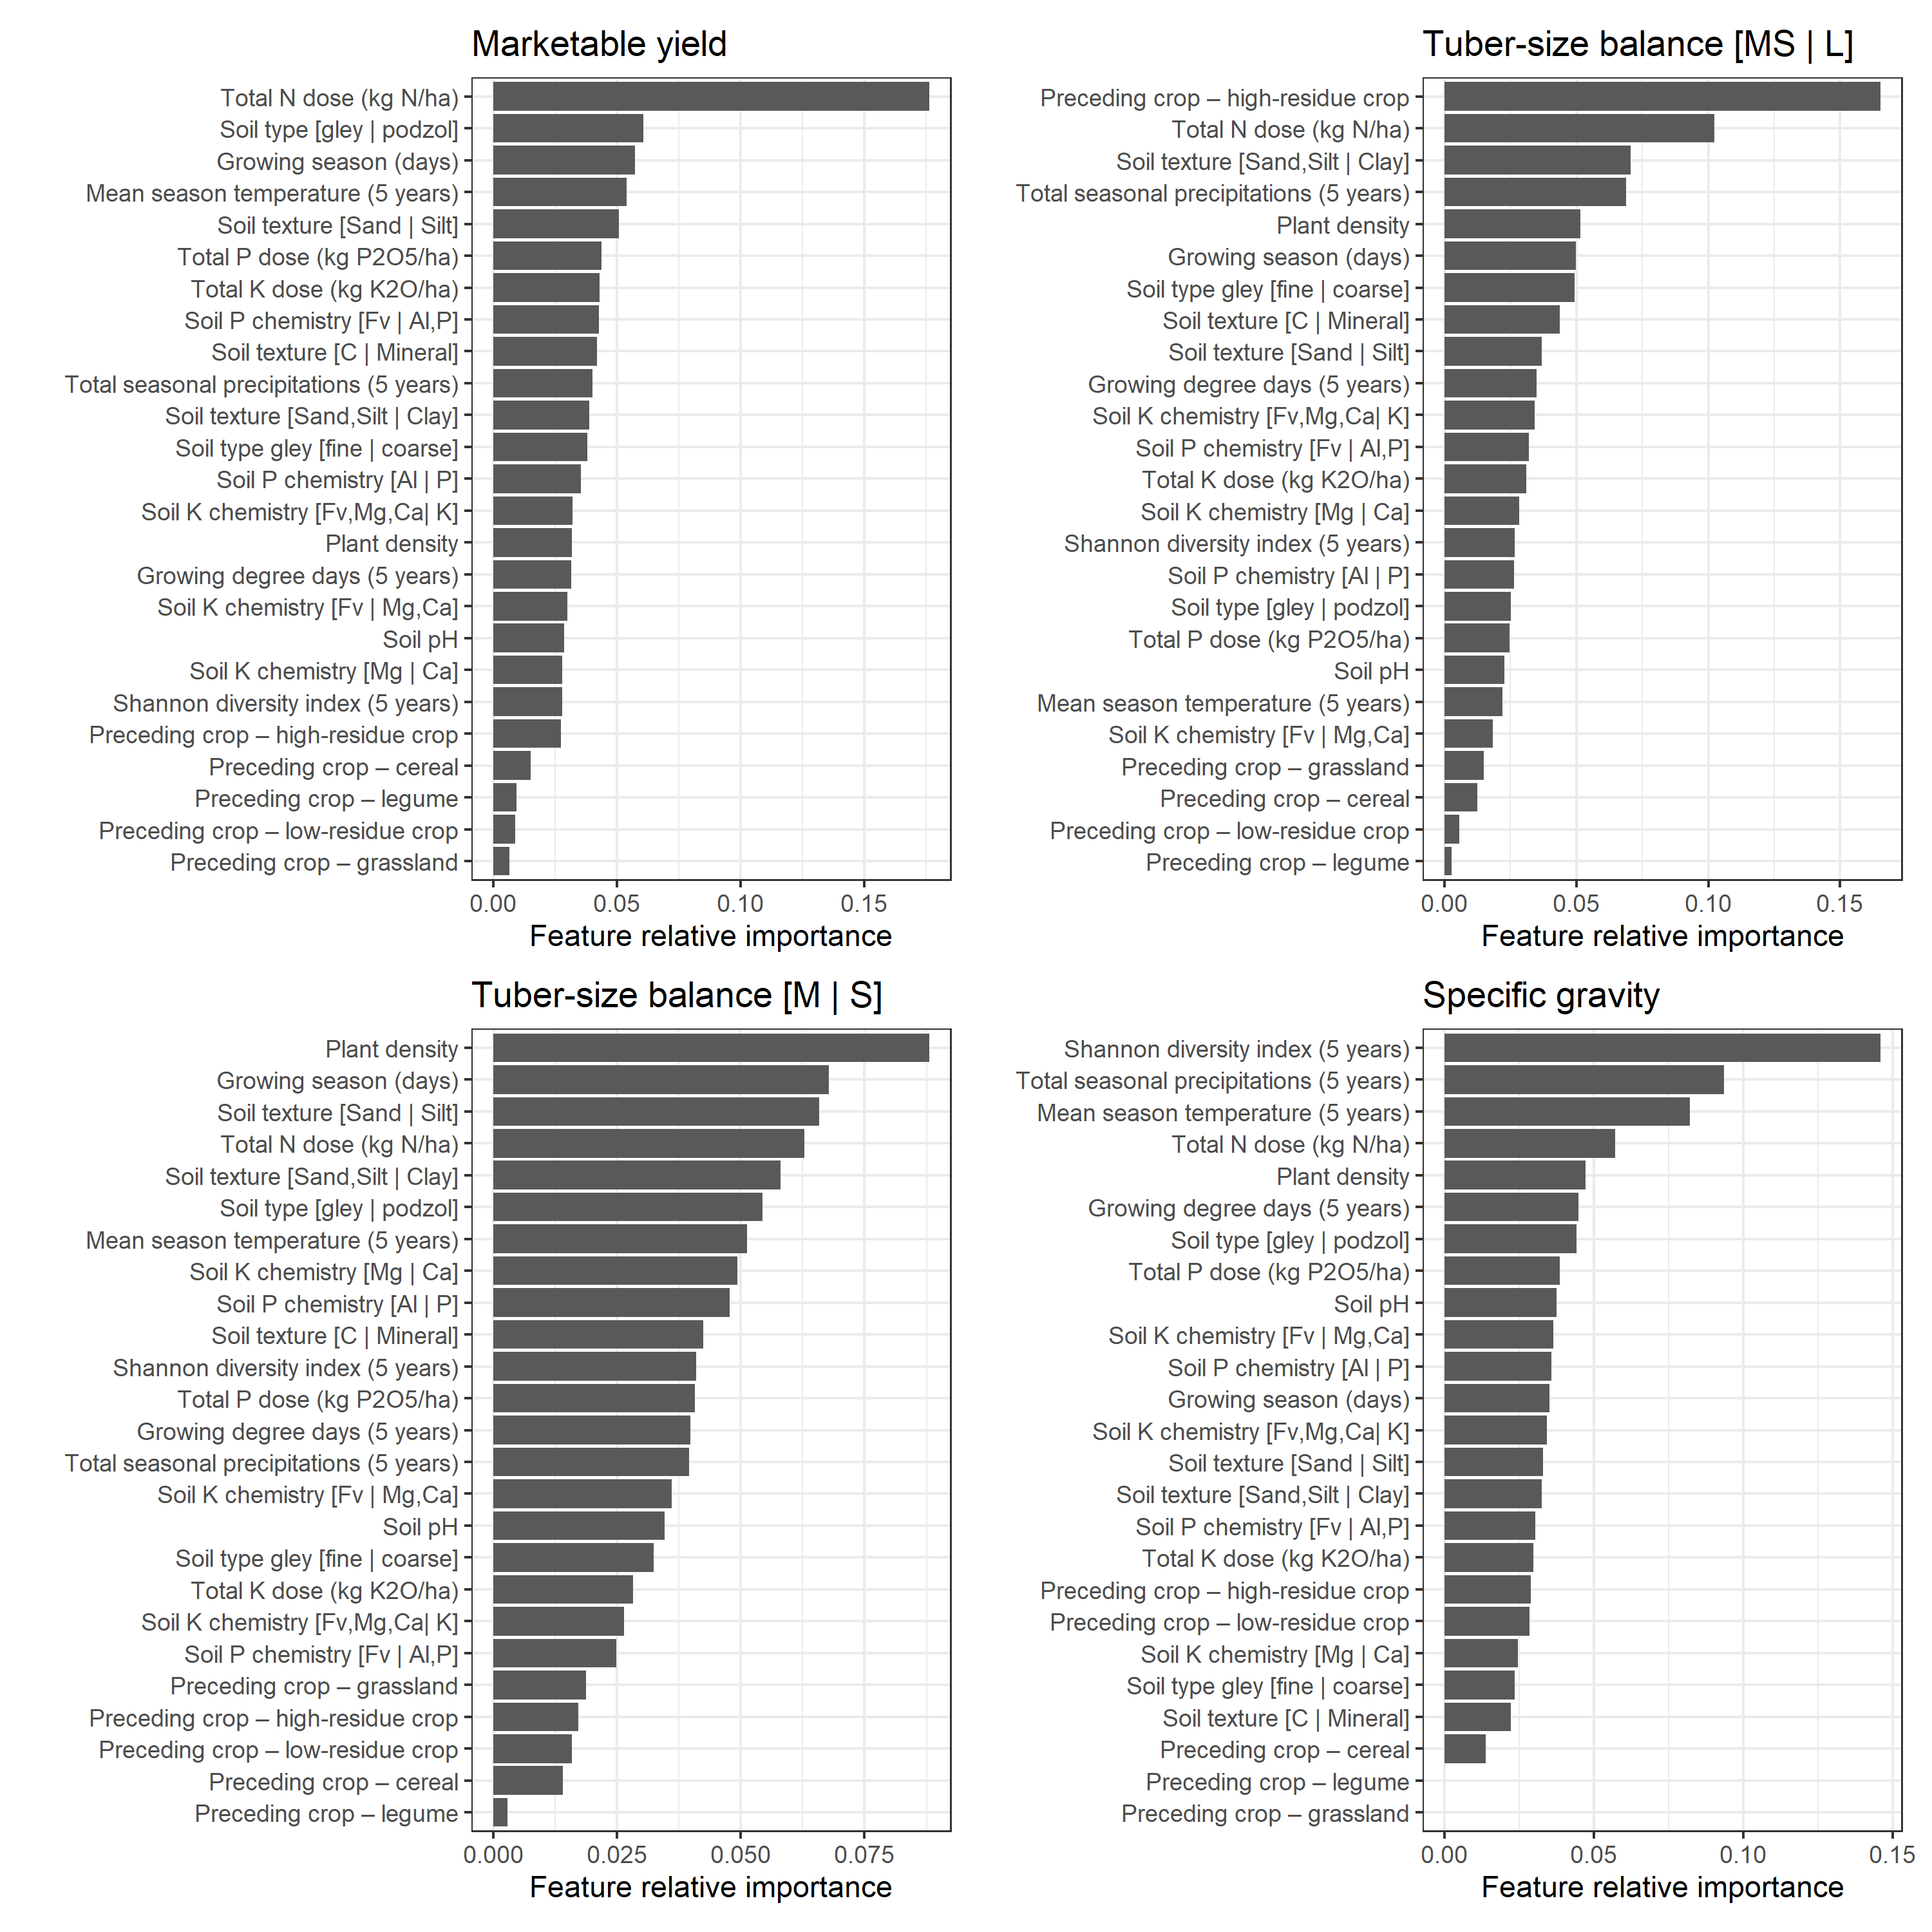 Marketable yield
Total N dose (kg N/ha)
Soil type [gley | podzol]
Growing season (days)
Mean season temperature (5 years)
Soil texture [Sand | Silt]
Total P dose (kg P2O5/ha)
Total K dose (kg K2O/ha)
Soil P chemistry [Fv | Al,P]
Soil texture [C | Mineral]
Total seasonal precipitations (5 years)
Soil texture [Sand,Silt | Clay]
Soil type gley [fine | coarse]
Soil P chemistry [Al | P]
Soil K chemistry [Fv,Mg,Ca| K]
Plant density
Growing degree days (5 years)
Soil K chemistry [Fv | Mg,Ca]
Soil pH
Soil K chemistry [Mg | Ca]
Shannon diversity index (5 years)
Preceding crop – high-residue crop
Preceding crop – cereal
Preceding crop – legume
Preceding crop – low-residue crop
Preceding crop – grassland
0.00 0.05 0.10 0.15
Feature relative importance
Tuber-size balance [MS | L]
Preceding crop – high-residue crop
Total N dose (kg N/ha)
Soil texture [Sand,Silt | Clay]
Total seasonal precipitations (5 years)
Plant density
Growing season (days)
Soil type gley [fine | coarse]
Soil texture [C | Mineral]
Soil texture [Sand | Silt]
Growing degree days (5 years)
Soil K chemistry [Fv,Mg,Ca| K]
Soil P chemistry [Fv | Al,P]
Total K dose (kg K2O/ha)
Soil K chemistry [Mg | Ca]
Shannon diversity index (5 years)
Soil P chemistry [Al | P]
Soil type [gley | podzol]
Total P dose (kg P2O5/ha)
Soil pH
Mean season temperature (5 years)
Soil K chemistry [Fv | Mg,Ca]
Preceding crop – grassland
Preceding crop – cereal
Preceding crop – low-residue crop
Preceding crop – legume
0.00 0.05 0.10 0.15
Feature relative importance
Tuber-size balance [M | S]
Plant density
Growing season (days)
Soil texture [Sand | Silt]
Total N dose (kg N/ha)
Soil texture [Sand,Silt | Clay]
Soil type [gley | podzol]
Mean season temperature (5 years)
Soil K chemistry [Mg | Ca]
Soil P chemistry [Al | P]
Soil texture [C | Mineral]
Shannon diversity index (5 years)
Total P dose (kg P2O5/ha)
Growing degree days (5 years)
Total seasonal precipitations (5 years)
Soil K chemistry [Fv | Mg,Ca]
Soil pH
Soil type gley [fine | coarse]
Total K dose (kg K2O/ha)
Soil K chemistry [Fv,Mg,Ca| K]
Soil P chemistry [Fv | Al,P]
Preceding crop – grassland
Preceding crop – high-residue crop
Preceding crop – low-residue crop
Preceding crop – cereal
Preceding crop – legume
0.000 0.025 0.050 0.075
Feature relative importance
Specific gravity
Shannon diversity index (5 years)
Total seasonal precipitations (5 years)
Mean season temperature (5 years)
Total N dose (kg N/ha)
Plant density
Growing degree days (5 years)
Soil type [gley | podzol]
Total P dose (kg P2O5/ha)
Soil pH
Soil K chemistry [Fv | Mg,Ca]
Soil P chemistry [Al | P]
Growing season (days)
Soil K chemistry [Fv,Mg,Ca| K]
Soil texture [Sand | Silt]
Soil texture [Sand,Silt | Clay]
Soil P chemistry [Fv | Al,P]
Total K dose (kg K2O/ha)
Preceding crop – high-residue crop
Preceding crop – low-residue crop
Soil K chemistry [Mg | Ca]
Soil type gley [fine | coarse]
Soil texture [C | Mineral]
Preceding crop – cereal
Preceding crop – legume
Preceding crop – grassland
0.00 0.05 0.10 0.15
Feature relative importance